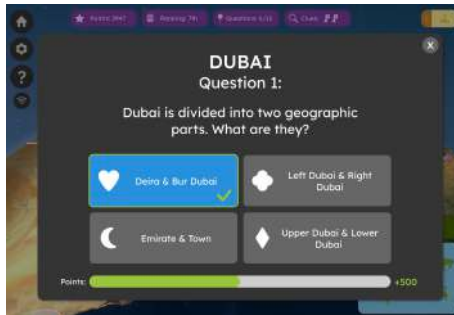 DUBAI
Question 1:
Dubai is divided into two geographic
parts. What are they?
Deira & Bur Dubai
Left Dubai & Right
Dubai
Emirate & Town
Upper Dubai & Lower
Dubai
Points:
+500